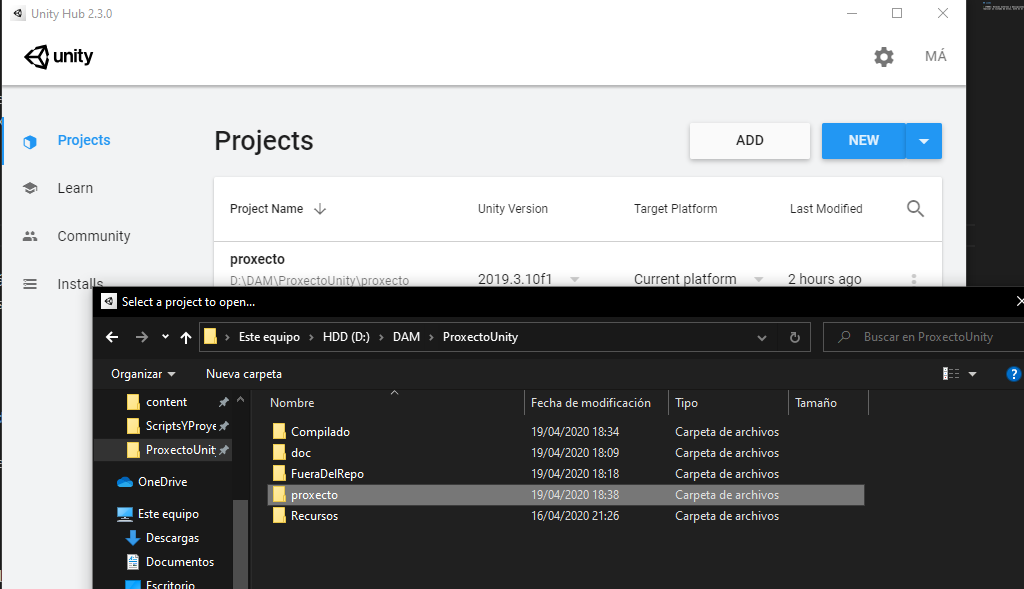 Unity Hub 2.3.0
unity
MÁ
Projects
Learn
Community
Installs
Projects
ADD
NEW
Project Name
Unity Version
Target Platform
Last Modified
proxecto
D:\DAM\ProxectoUnity\proxecto
2019.3.10f1
Current platform
2 hours ago
Select a project to open...
Este equipo › HDD (D:) › DAM › ProxectoUnity
Buscar en ProxectoUnity
Organizar
Nueva carpeta
?
content
ScriptsYProye
ProxectoUnit
OneDrive
Este equipo
Descargas
Documentos
Escritorio
Nombre Fecha de modificación Tipo Tamaño
Compilado 19/04/2020 18:34 Carpeta de archivos
doc 19/04/2020 18:09 Carpeta de archivos
FueraDelRepo 19/04/2020 18:18 Carpeta de archivos
proxecto 19/04/2020 18:38 Carpeta de archivos
Recursos 16/04/2020 21:26 Carpeta de archivos